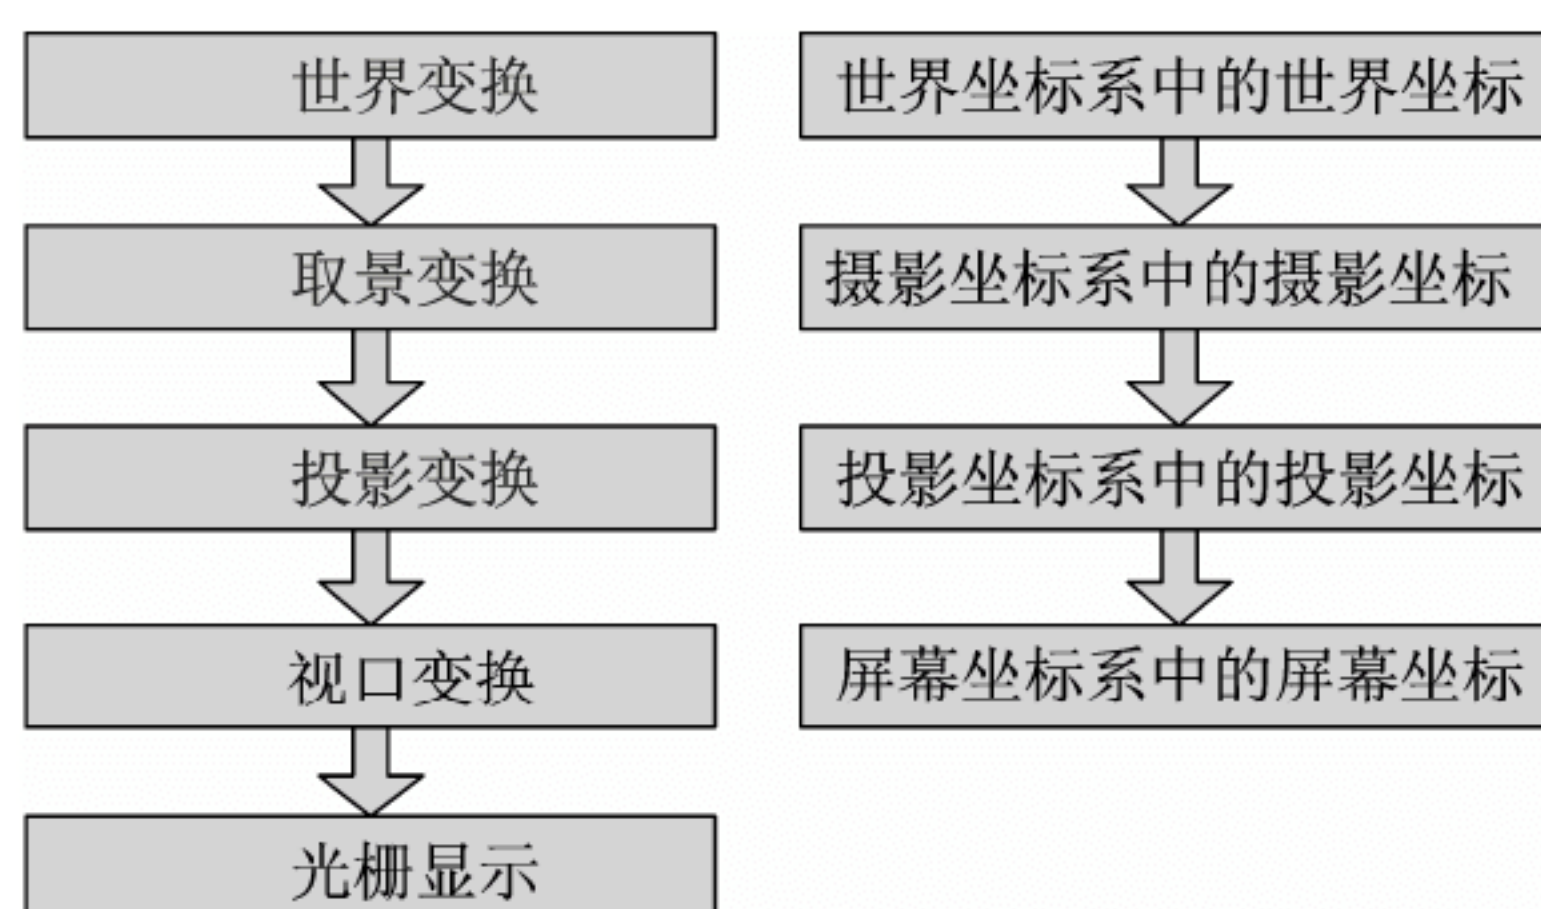 世界变换
取景变换
投影变换
视口变换
光栅显示
世界坐标系中的世界坐标
摄影坐标系中的摄影坐标
投影坐标系中的投影坐标
屏幕坐标系中的屏幕坐标